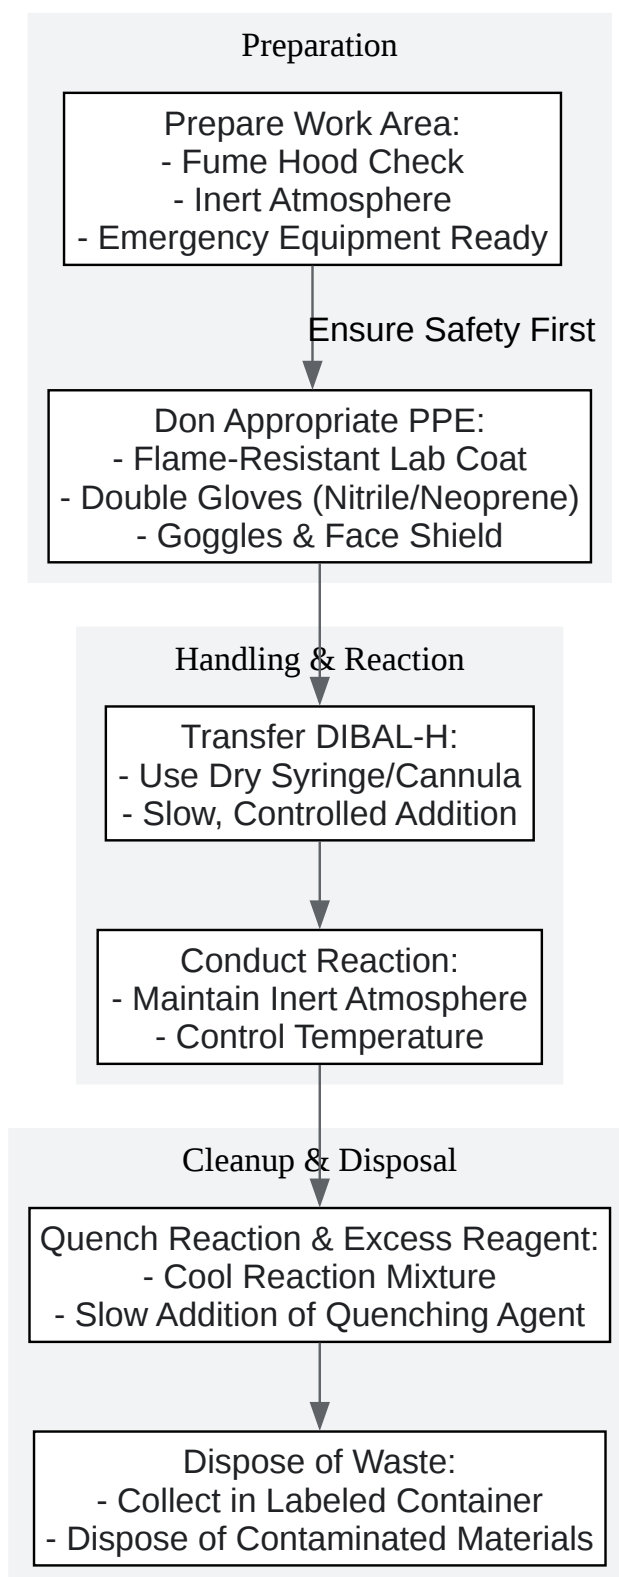 Preparation
Prepare Work Area:
- Fume Hood Check
- Inert Atmosphere
- Emergency Equipment Ready
Ensure Safety First
Don Appropriate PPE:
- Flame-Resistant Lab Coat
- Double Gloves (Nitrile/Neoprene)
- Goggles & Face Shield
Handling & Reaction
Transfer DIBAL-H:
- Use Dry Syringe/Cannula
- Slow, Controlled Addition
Conduct Reaction:
- Maintain Inert Atmosphere
- Control Temperature
Cleanup & Disposal
Quench Reaction & Excess Reagent:
- Cool Reaction Mixture
- Slow Addition of Quenching Agent
Dispose of Waste:
- Collect in Labeled Container
- Dispose of Contaminated Materials